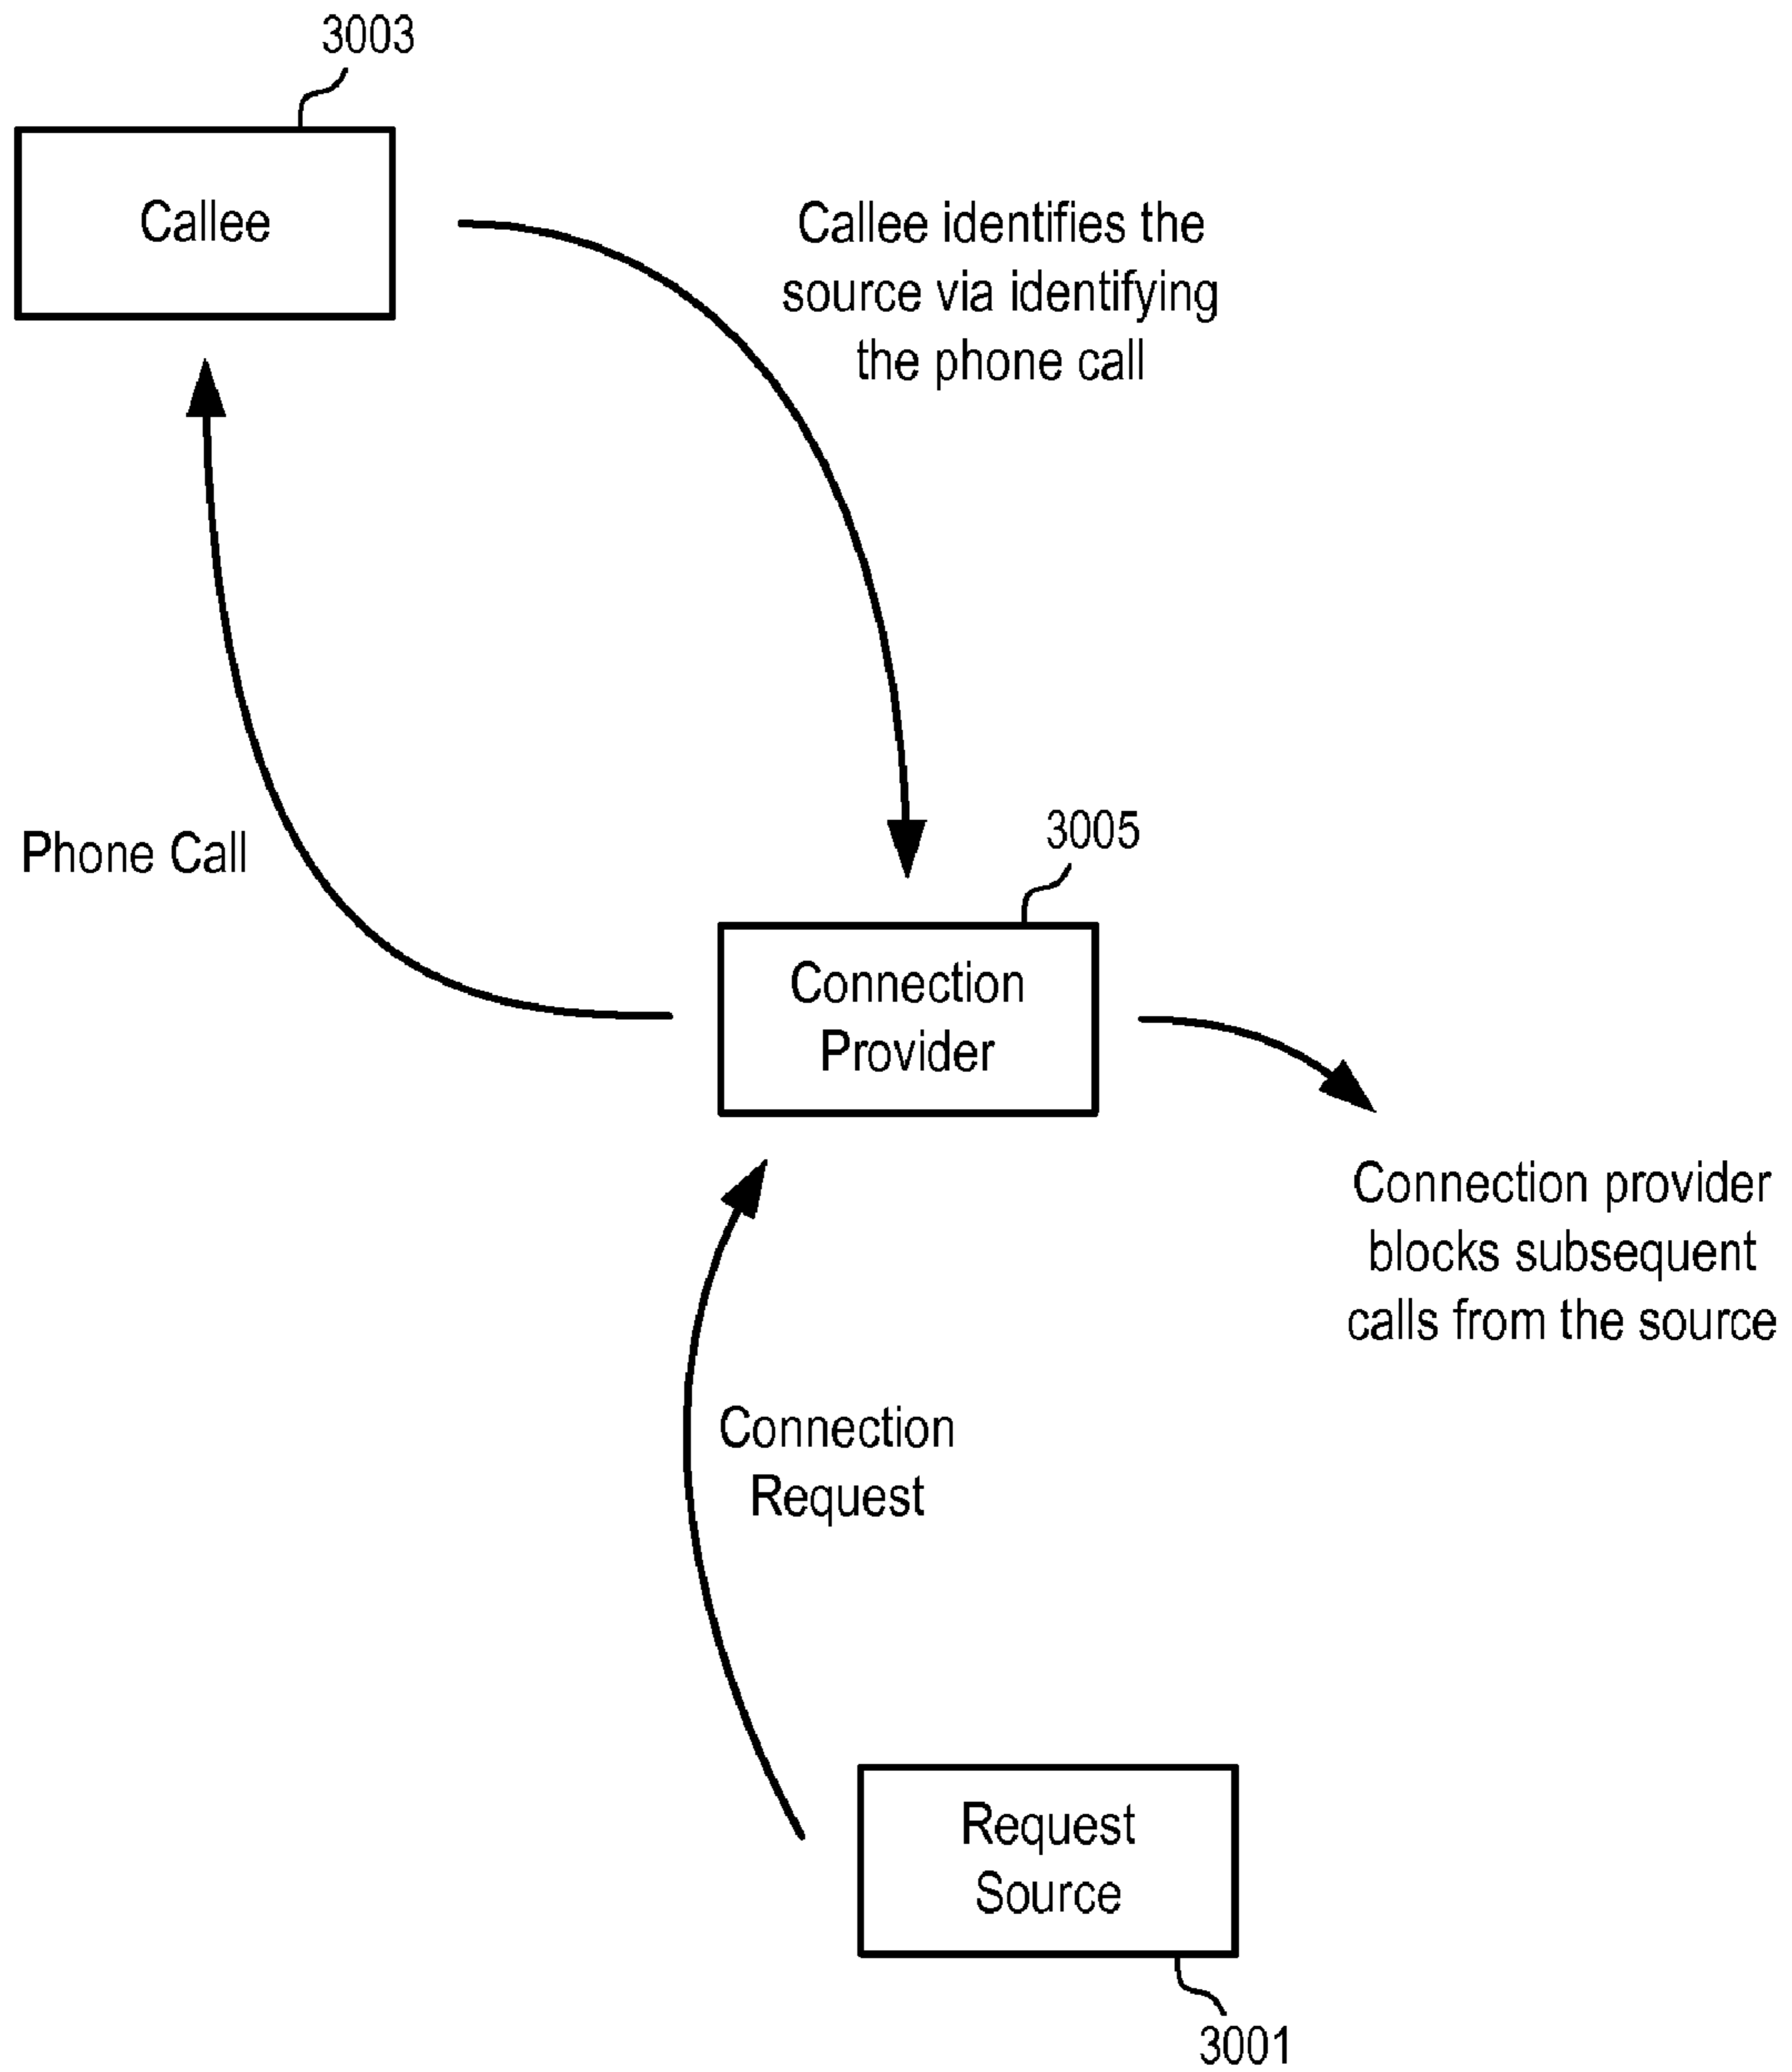 3003
Callee
Callee identifies the
source via identifying
the phone call
Phone Call
3005
Connection
Provider
Connection provider
blocks subsequent
calls from the source
Connection
Request
Request
Source
3001